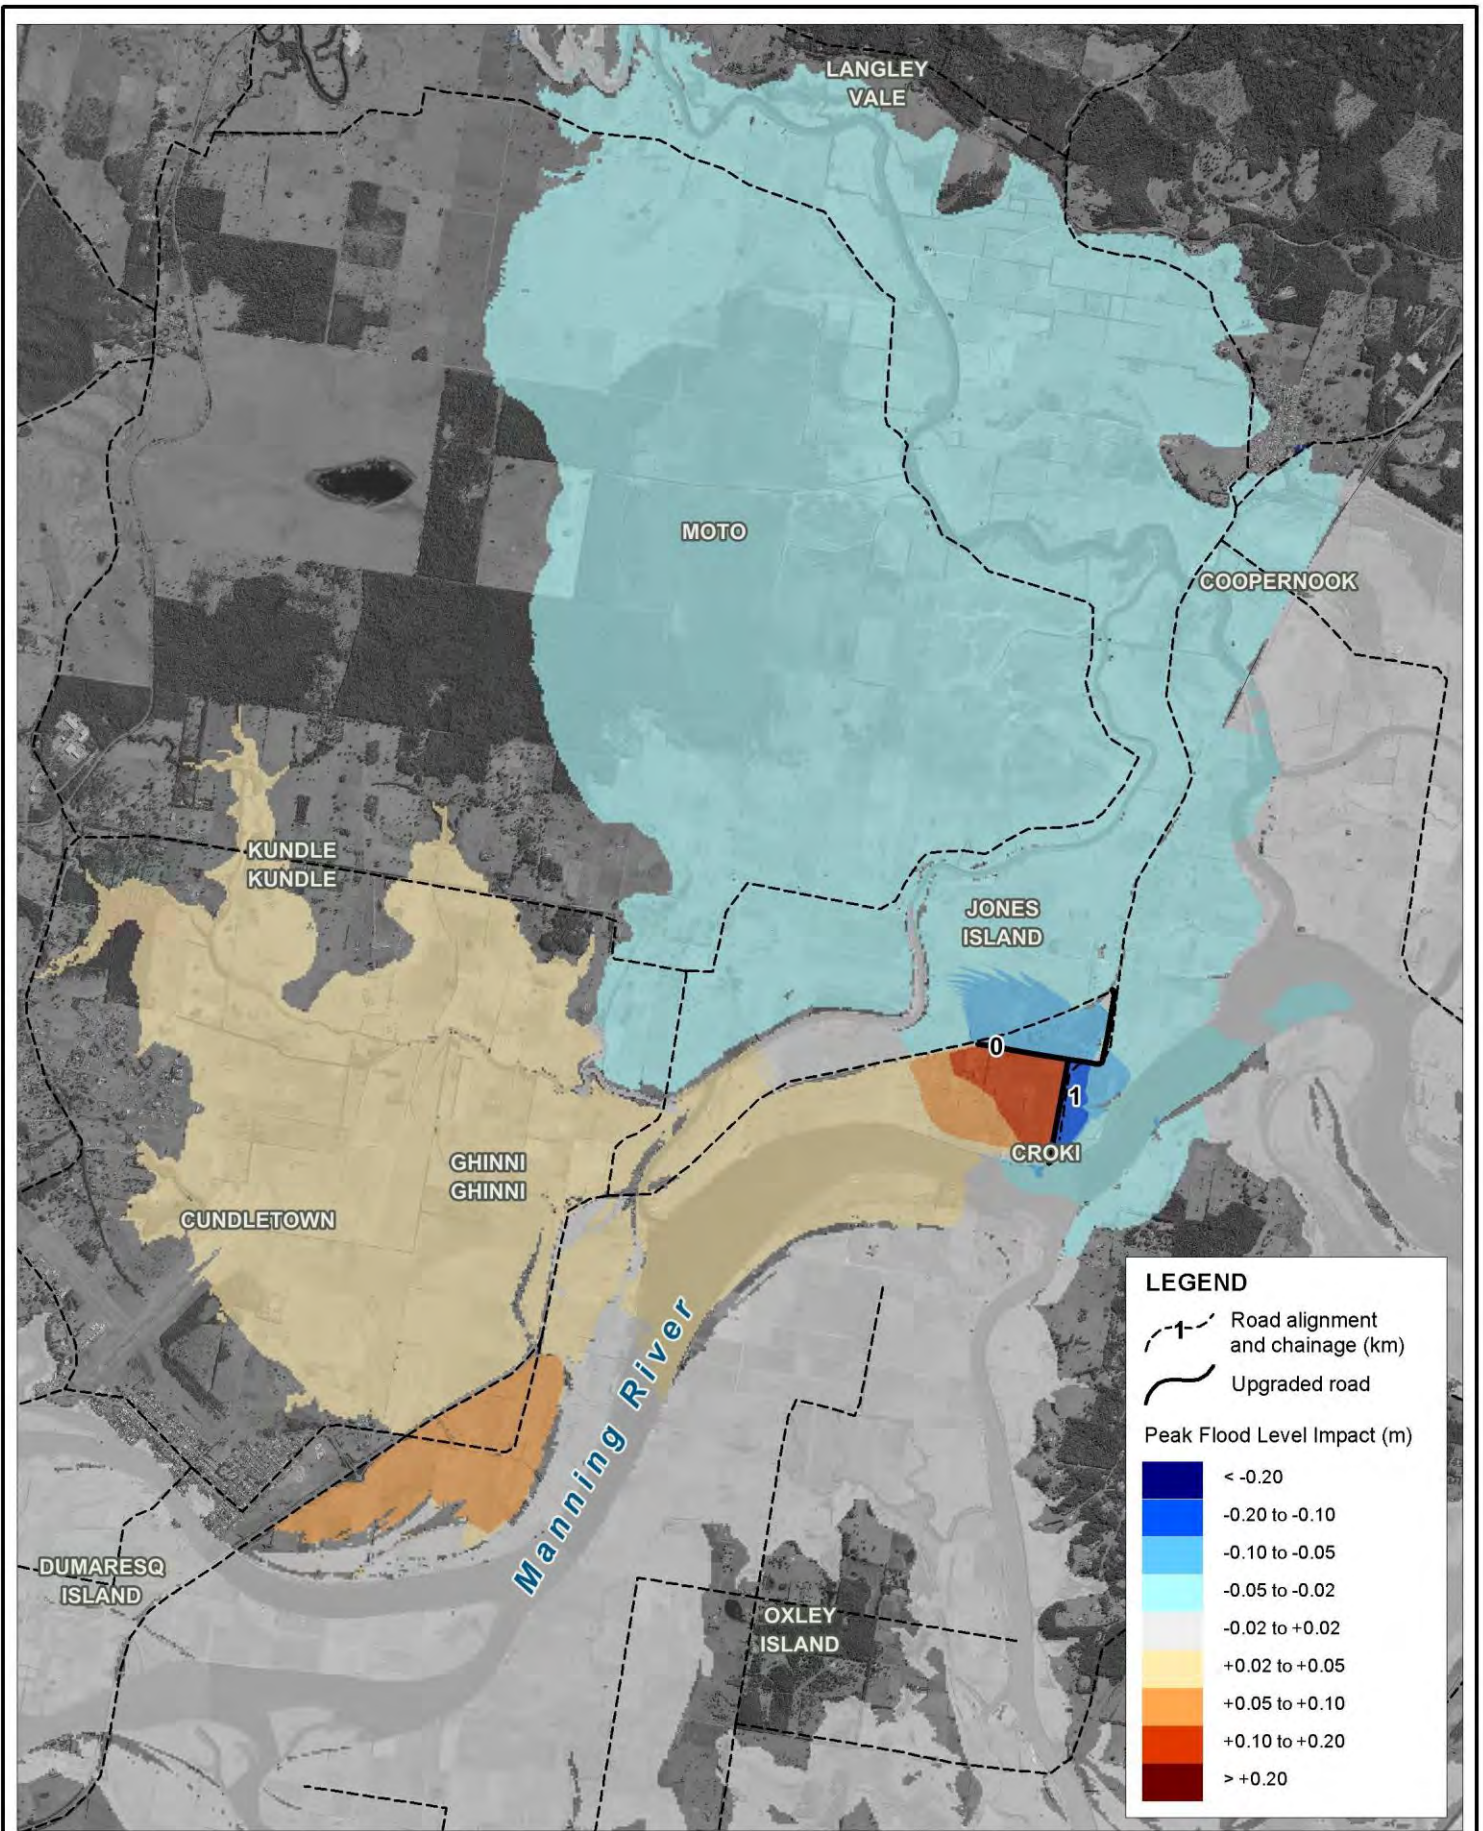 LANGLEY
VALE
MOTO
COOPERNOOK
KUNDLE
KUNDLE
JONES
ISLAND
0
1
CROKI
GHINNI
GHINNI
CUNDLETOWN
Manning River
DUMARESQ
ISLAND
OXLEY
ISLAND
LEGEND
1
Road alignment
and chainage (km)
Upgraded road
Peak Flood Level Impact (m)
< -0.20
-0.20 to -0.10
-0.10 to -0.05
-0.05 to -0.02
-0.02 to +0.02
+0.02 to +0.05
+0.05 to +0.10
+0.10 to +0.20
> +0.20